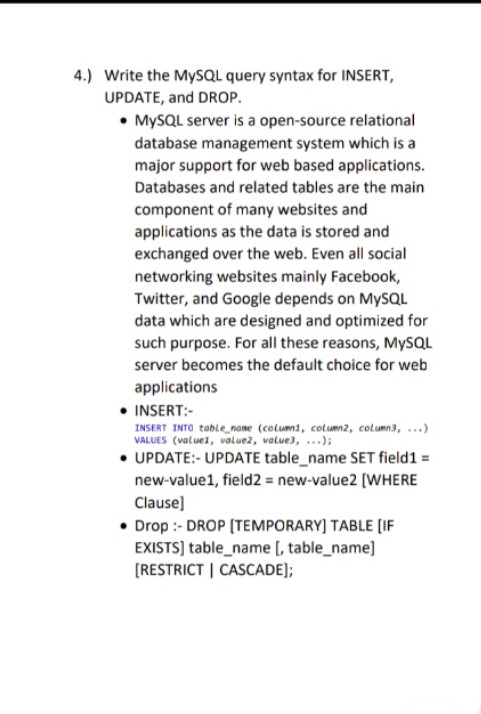 4.) Write the MySQL query syntax for INSERT,
UPDATE, and DROP.
• MySQL server is a open-source relational
database management system which is a
major support for web based applications.
Databases and related tables are the main
component of many websites and
applications as the data is stored and
exchanged over the web. Even all social
networking websites mainly Facebook,
Twitter, and Google depends on MySQL
data which are designed and optimized for
such purpose. For all these reasons, MySQL
server becomes the default choice for web
applications
• INSERT:-
INSERT INTO table_name (column1, column2, column3, ...)
VALUES (value1, value2, value3, ...);
• UPDATE:- UPDATE table_name SET field1 =
new-value1, field2 = new-value2 [WHERE
Clause]
• Drop :- DROP [TEMPORARY] TABLE [IF
EXISTS] table_name [, table_name]
[RESTRICT | CASCADE];